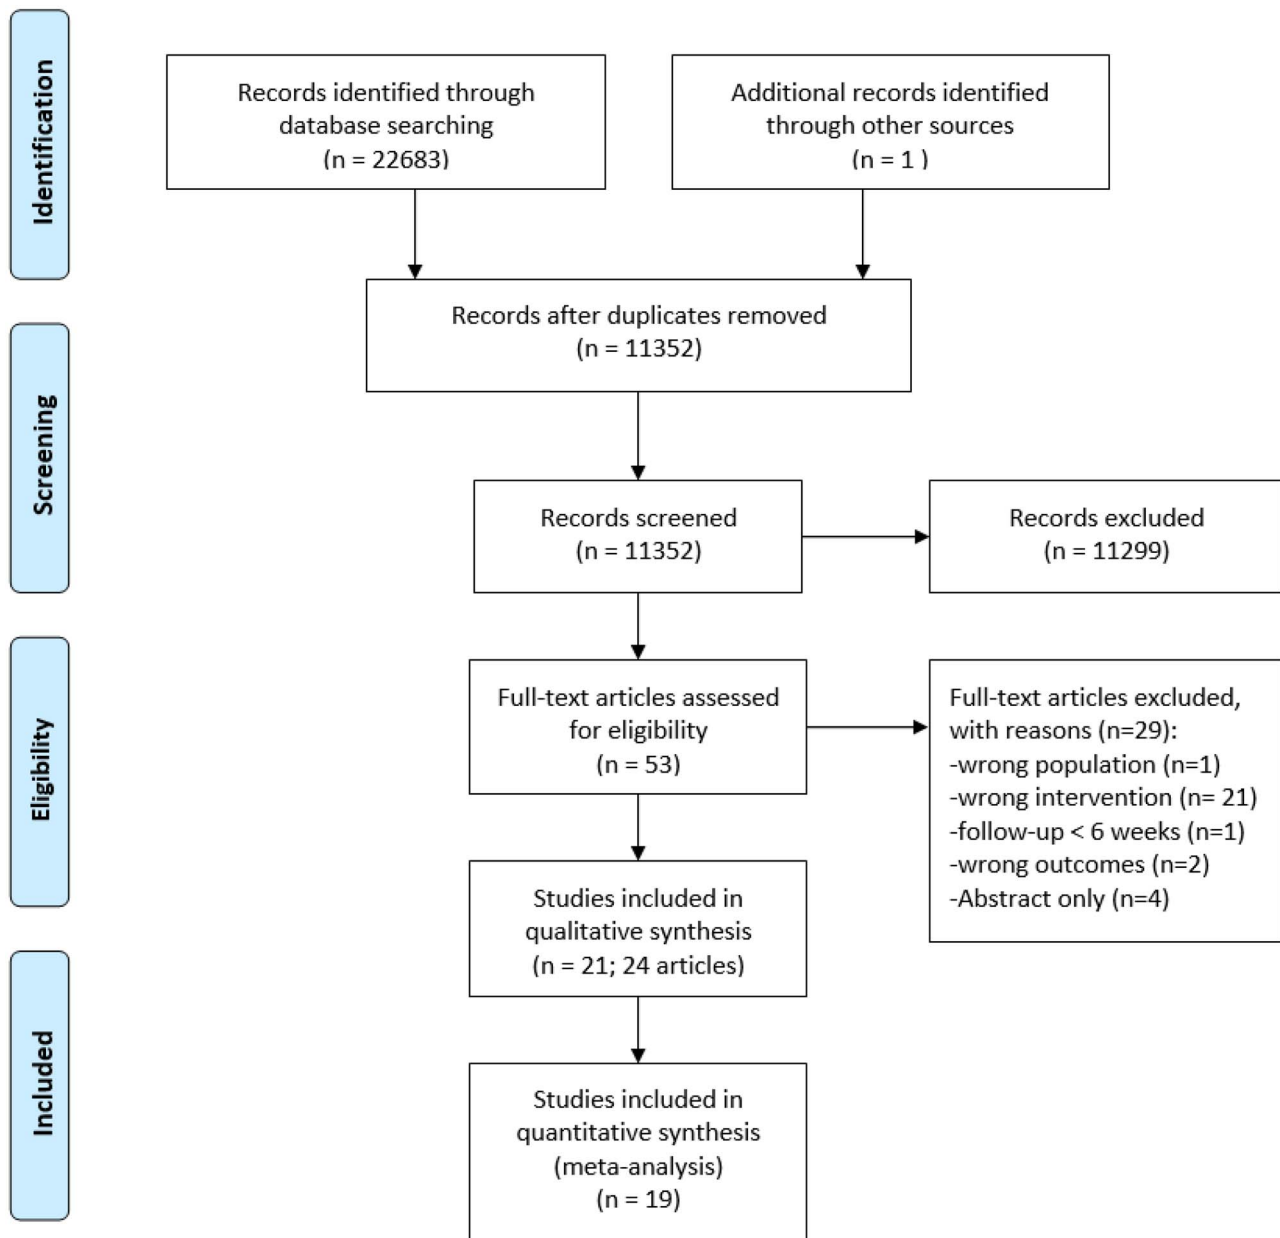 Identification
Records identified through
database searching
(n = 22683)
Additional records identified
through other sources
(n = 1 )
Records after duplicates removed
(n = 11352)
Screening
Records screened
(n = 11352)
Records excluded
(n = 11299)
Eligibility
Full-text articles assessed
for eligibility
(n = 53)
Full-text articles excluded,
with reasons (n=29):
-wrong population (n=1)
-wrong intervention (n= 21)
-follow-up < 6 weeks (n=1)
-wrong outcomes (n=2)
-Abstract only (n=4)
Studies included in
qualitative synthesis
(n = 21; 24 articles)
Included
Studies included in
quantitative synthesis
(meta-analysis)
(n = 19)